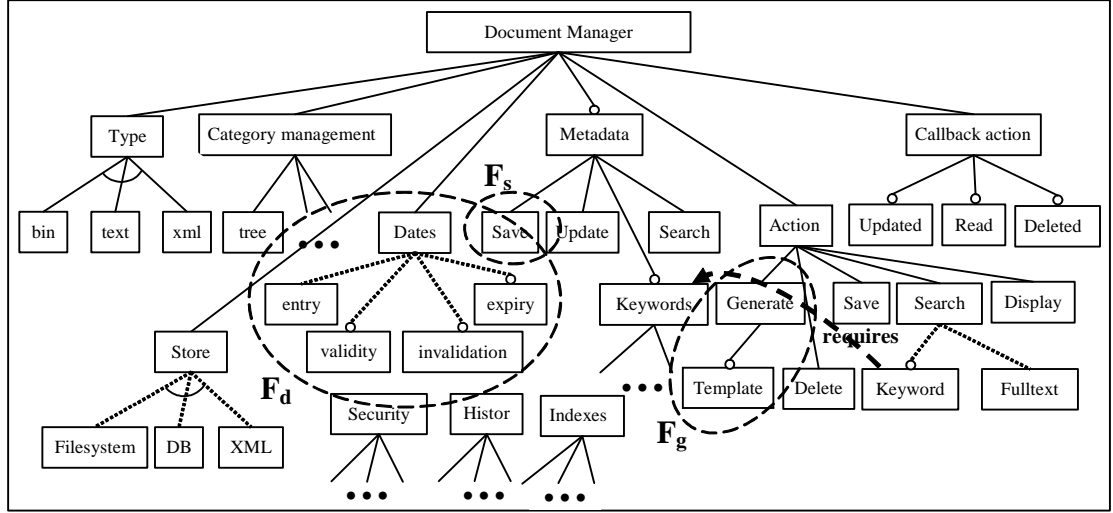 Document Manager
Type
Category management
Metadata
Callback action
bin
text
xml
tree
Dates
Fs
Save
Update
Search
Action
Updated
Read
Deleted
entry
expiry
Keywords
Generate
Save
Search
Display
Store
validity
invalidation
requires
Fd
Template
Delete
Keyword
Fulltext
Security
Histor
Indexes
Fg
Filesystem
DB
XML